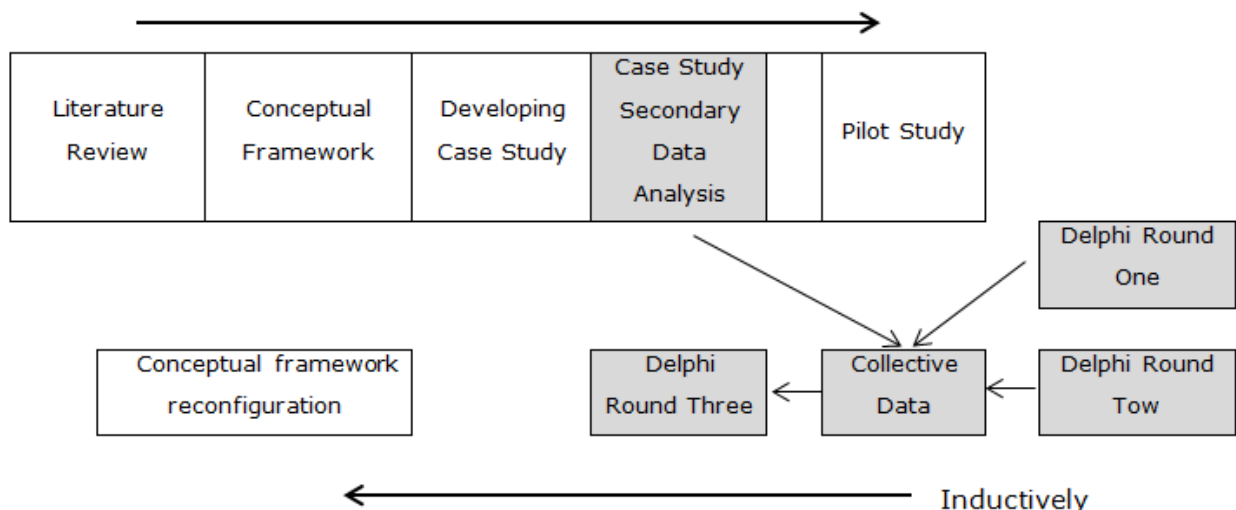 Literature
Review
Conceptual
Framework
Developing
Case Study
Case Study
Secondary
Data
Analysis
Pilot Study
Delphi Round
One
Conceptual framework
reconfiguration
Delphi
Round Three
Collective
Data
Delphi Round
Tow
Inductively